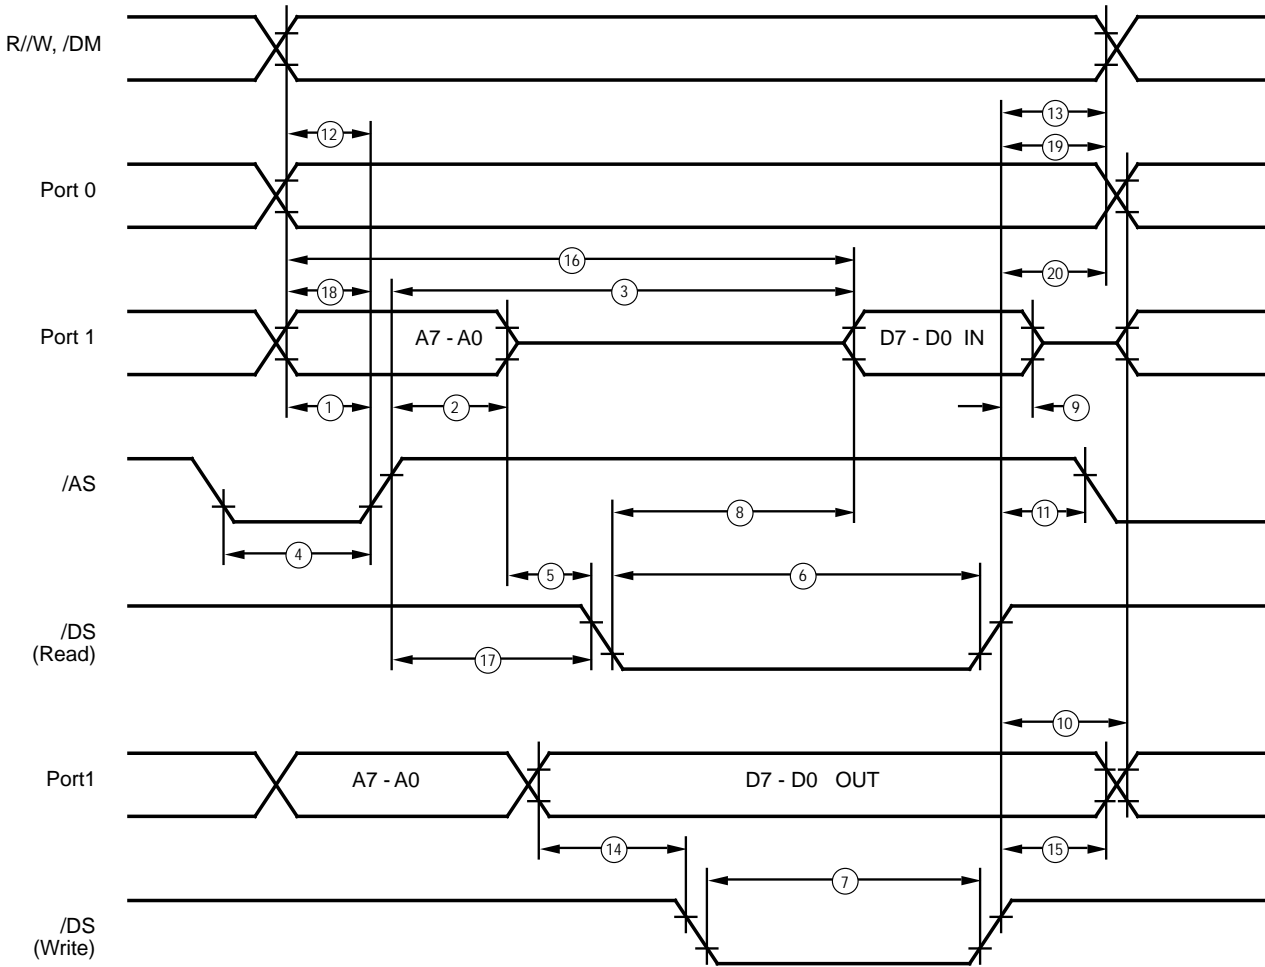 R//W, /DM
13
12
19
Port 0
16
20
18
3
Port 1
A7 - A0
D7 - D0 IN
1
2
9
/AS
8
11
4
5
6
/DS
(Read)
17
10
Port1
A7 - A0
D7 - D0 OUT
14
15
7
/DS
(Write)